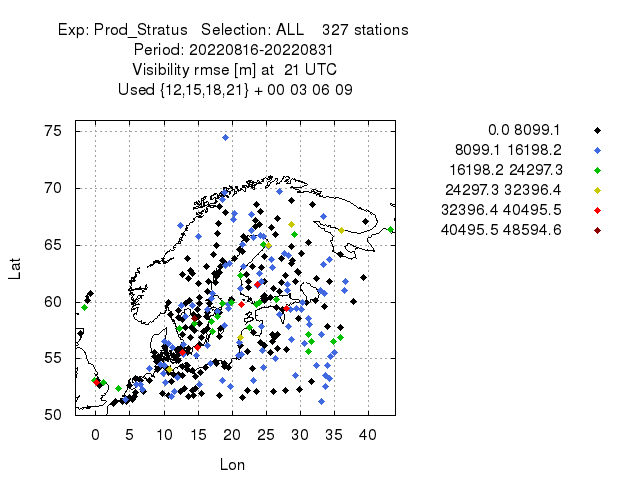 Exp: Prod_Stratus Selection: ALL 327 stations
Period: 20220816-20220831
Visibility rmse [m] at 21 UTC
Used {12,15,18,21} + 00 03 06 09
0.0 8099.1
8099.1 16198.2
16198.2 24297.3
24297.3 32396.4
32396.4 40495.5
40495.5 48594.6
75
70
65
60
55
50
Lat
0 5 10 15 20 25 30 35 40
Lon